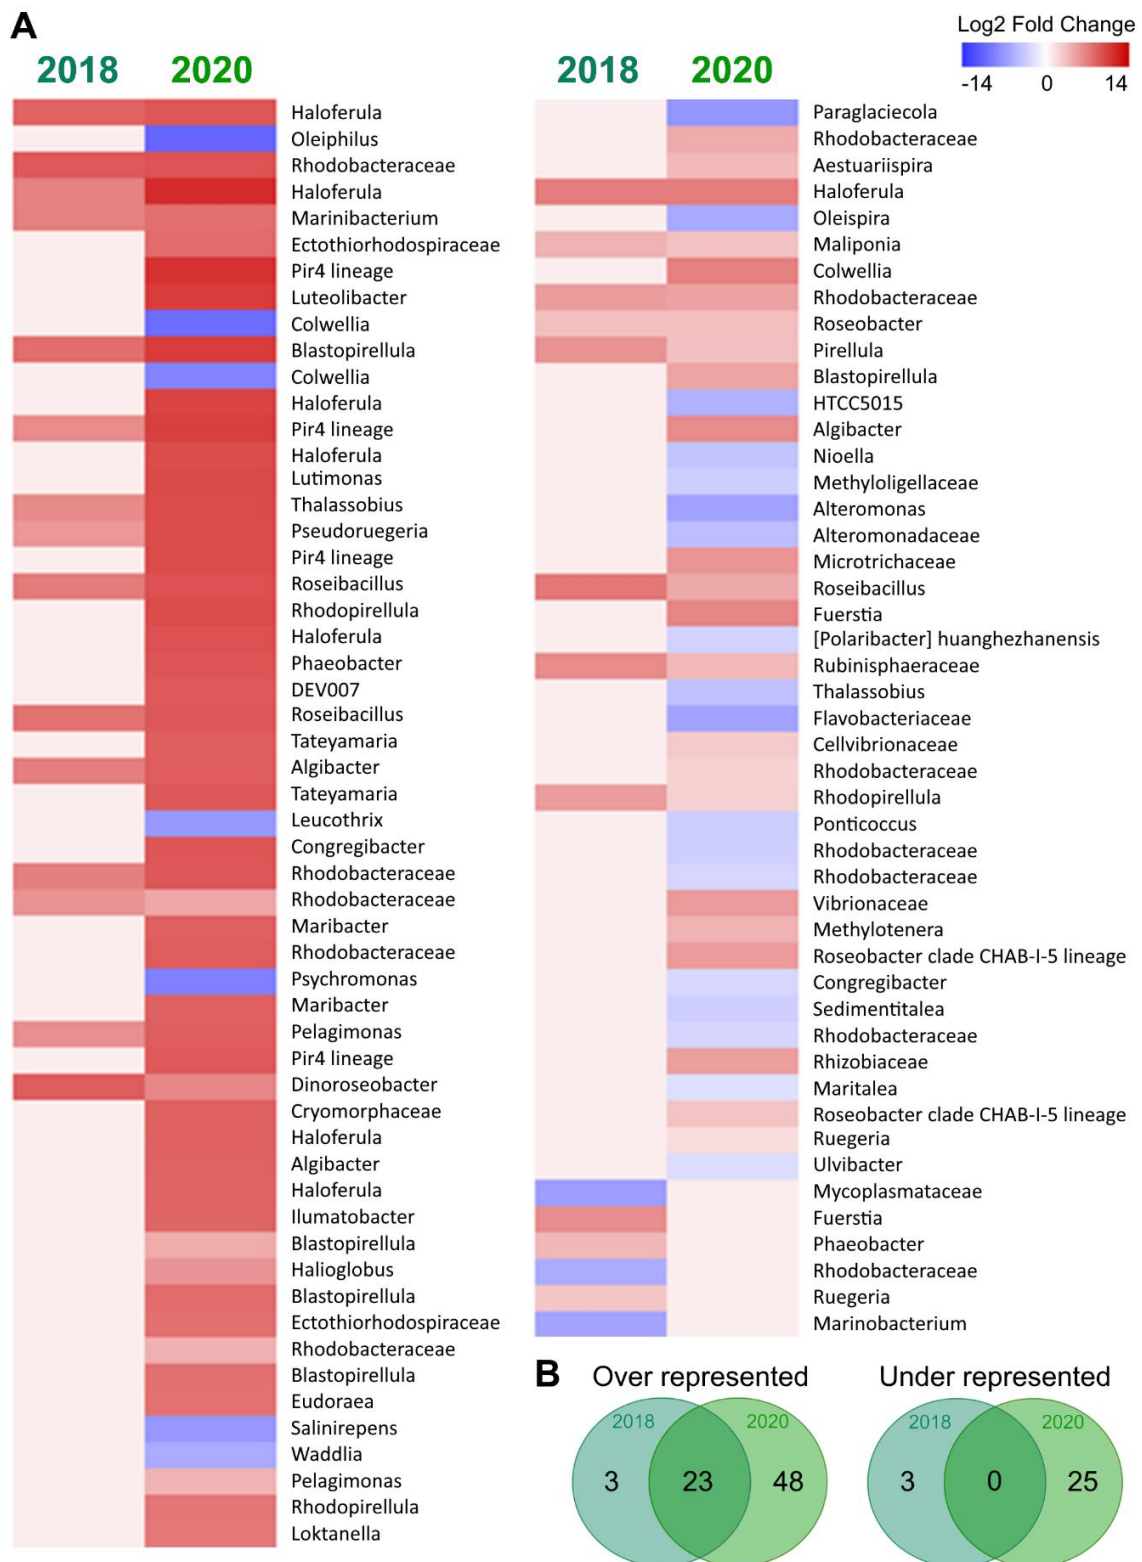 A
Log2 Fold Change
-14 0 14
2018 2020
Haloferula
Oleiphilus
Rhodobacteraceae
Haloferula
Marinibacterium
Ectothiorhodospiraceae
Pir4 lineage
Luteolibacter
Colwellia
Blastopirellula
Colwellia
Haloferula
Pir4 lineage
Haloferula
Lutimonas
Thalassobius
Pseudoruegeria
Pir4 lineage
Roseibacillus
Rhodopirellula
Haloferula
Phaeobacter
DEV007
Roseibacillus
Tateyamaria
Algibacter
Tateyamaria
Leucothrix
Congregibacter
Rhodobacteraceae
Rhodobacteraceae
Maribacter
Rhodobacteraceae
Psychromonas
Maribacter
Pelagimonas
Pir4 lineage
Dinoroseobacter
Cryomorphaceae
Haloferula
Algibacter
Haloferula
Ilumatobacter
Blastopirellula
Halioglobus
Blastopirellula
Ectothiorhodospiraceae
Rhodobacteraceae
Blastopirellula
Eudoraea
Salinirepens
Waddlia
Pelagimonas
Rhodopirellula
Loktanella
2018 2020
Paraglaciecola
Rhodobacteraceae
Aestuariispira
Haloferula
Oleispira
Maliponia
Colwellia
Rhodobacteraceae
Roseobacter
Pirellula
Blastopirellula
HTCC5015
Algibacter
Nioella
Methyloligellaceae
Alteromonas
Alteromonadaceae
Microtrichaceae
Roseibacillus
Fuerstia
[Polaribacter] huanghezhanensis
Rubinisphaeraceae
Thalassobius
Flavobacteriaceae
Cellvibrionaceae
Rhodobacteraceae
Rhodopirellula
Ponticoccus
Rhodobacteraceae
Rhodobacteraceae
Vibrionaceae
Methylotenera
Roseobacter clade CHAB-I-5 lineage
Congregibacter
Sedimentitalea
Rhodobacteraceae
Rhizobiaceae
Maritalea
Roseobacter clade CHAB-I-5 lineage
Ruegeria
Ulvibacter
Mycoplasmataceae
Fuerstia
Phaeobacter
Rhodobacteraceae
Ruegeria
Marinobacterium
B
Over represented
2018 2020
3 23 48
Under represented
2018 2020
3 0 25